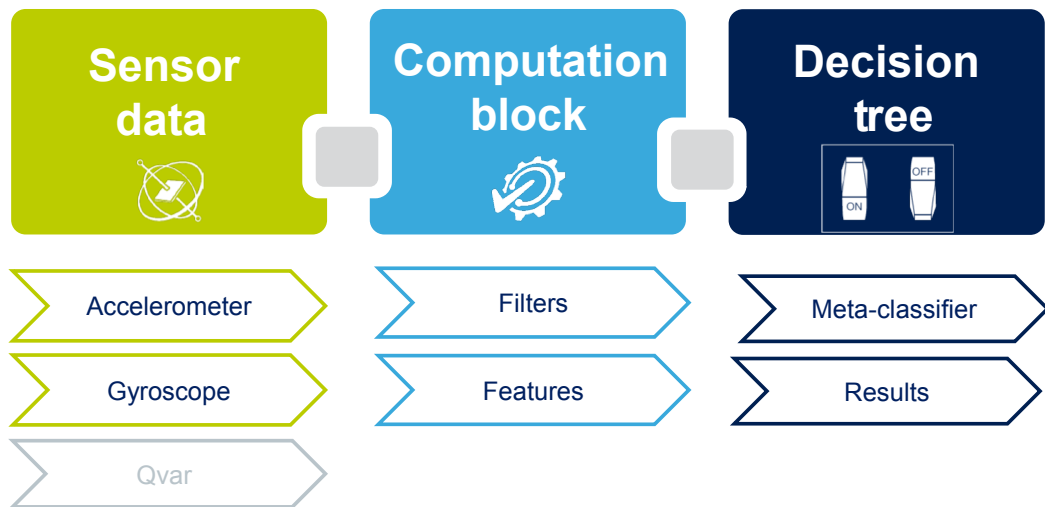 Sensor
data
Computation
block
Decision
tree
ON
OFF
Accelerometer
Filters
Meta-classifier
Gyroscope
Features
Results
Qvar